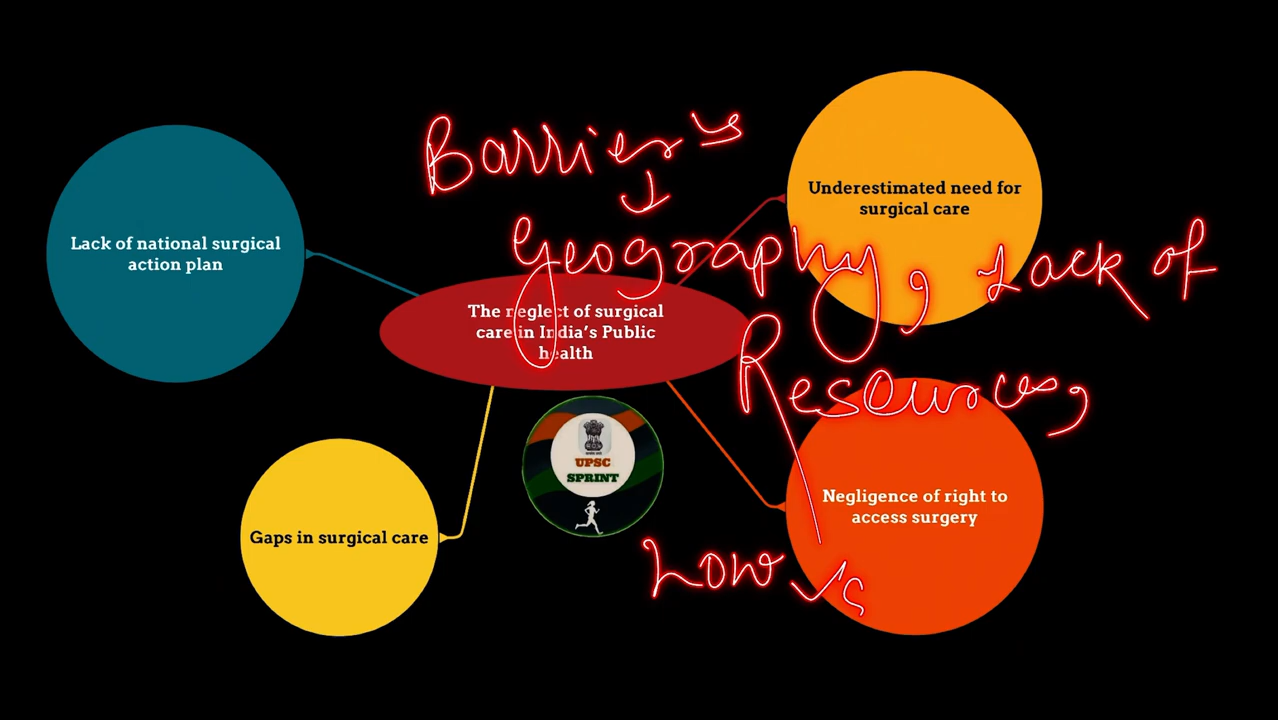 Barriers
Underestimated need for
surgical care
Lack of national surgical
action plan
Geography, Lack of
Resources,
Low
The neglect of surgical
care in India's Public
health
UPSC
SPRINT
Negligence of right to
access surgery
Gaps in surgical care